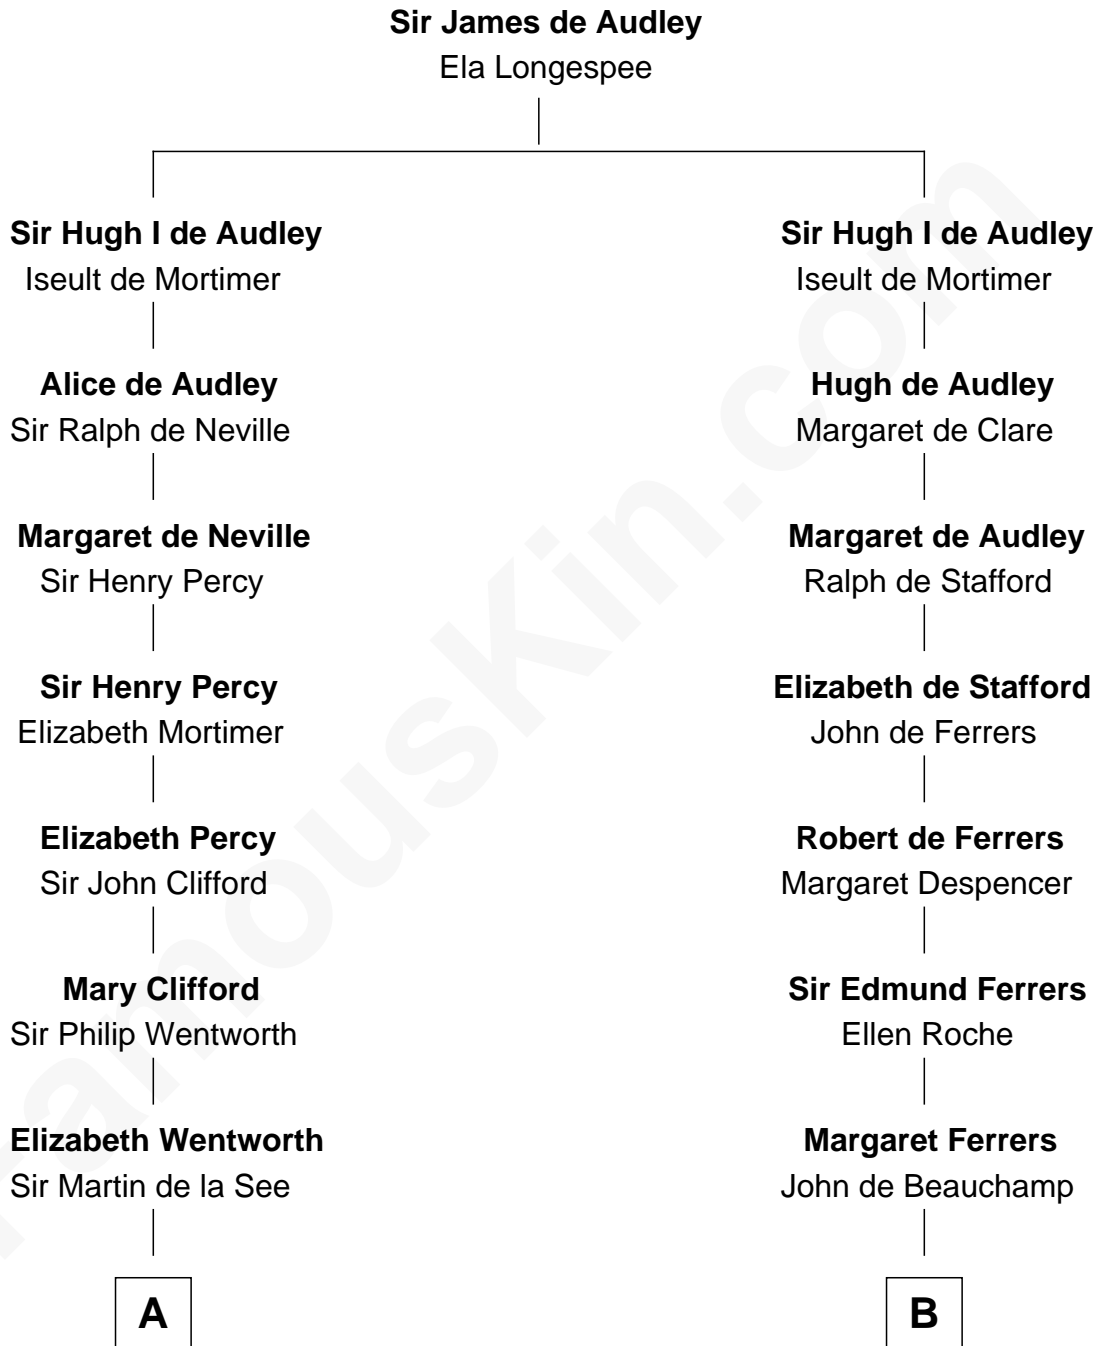 Sir James de Audley
Ela Longespee
Sir Hugh I de Audley
Iseult de Mortimer
Sir Hugh I de Audley
Iseult de Mortimer
Alice de Audley
Sir Ralph de Neville
Hugh de Audley
Margaret de Clare
Margaret de Neville
Sir Henry Percy
Margaret de Audley
Ralph de Stafford
Sir Henry Percy
Elizabeth Mortimer
Elizabeth de Stafford
John de Ferrers
Elizabeth Percy
Sir John Clifford
Robert de Ferrers
Margaret Despencer
Mary Clifford
Sir Philip Wentworth
Sir Edmund Ferrers
Ellen Roche
Elizabeth Wentworth
Sir Martin de la See
Margaret Ferrers
John de Beauchamp
A
B
FamousKin.com